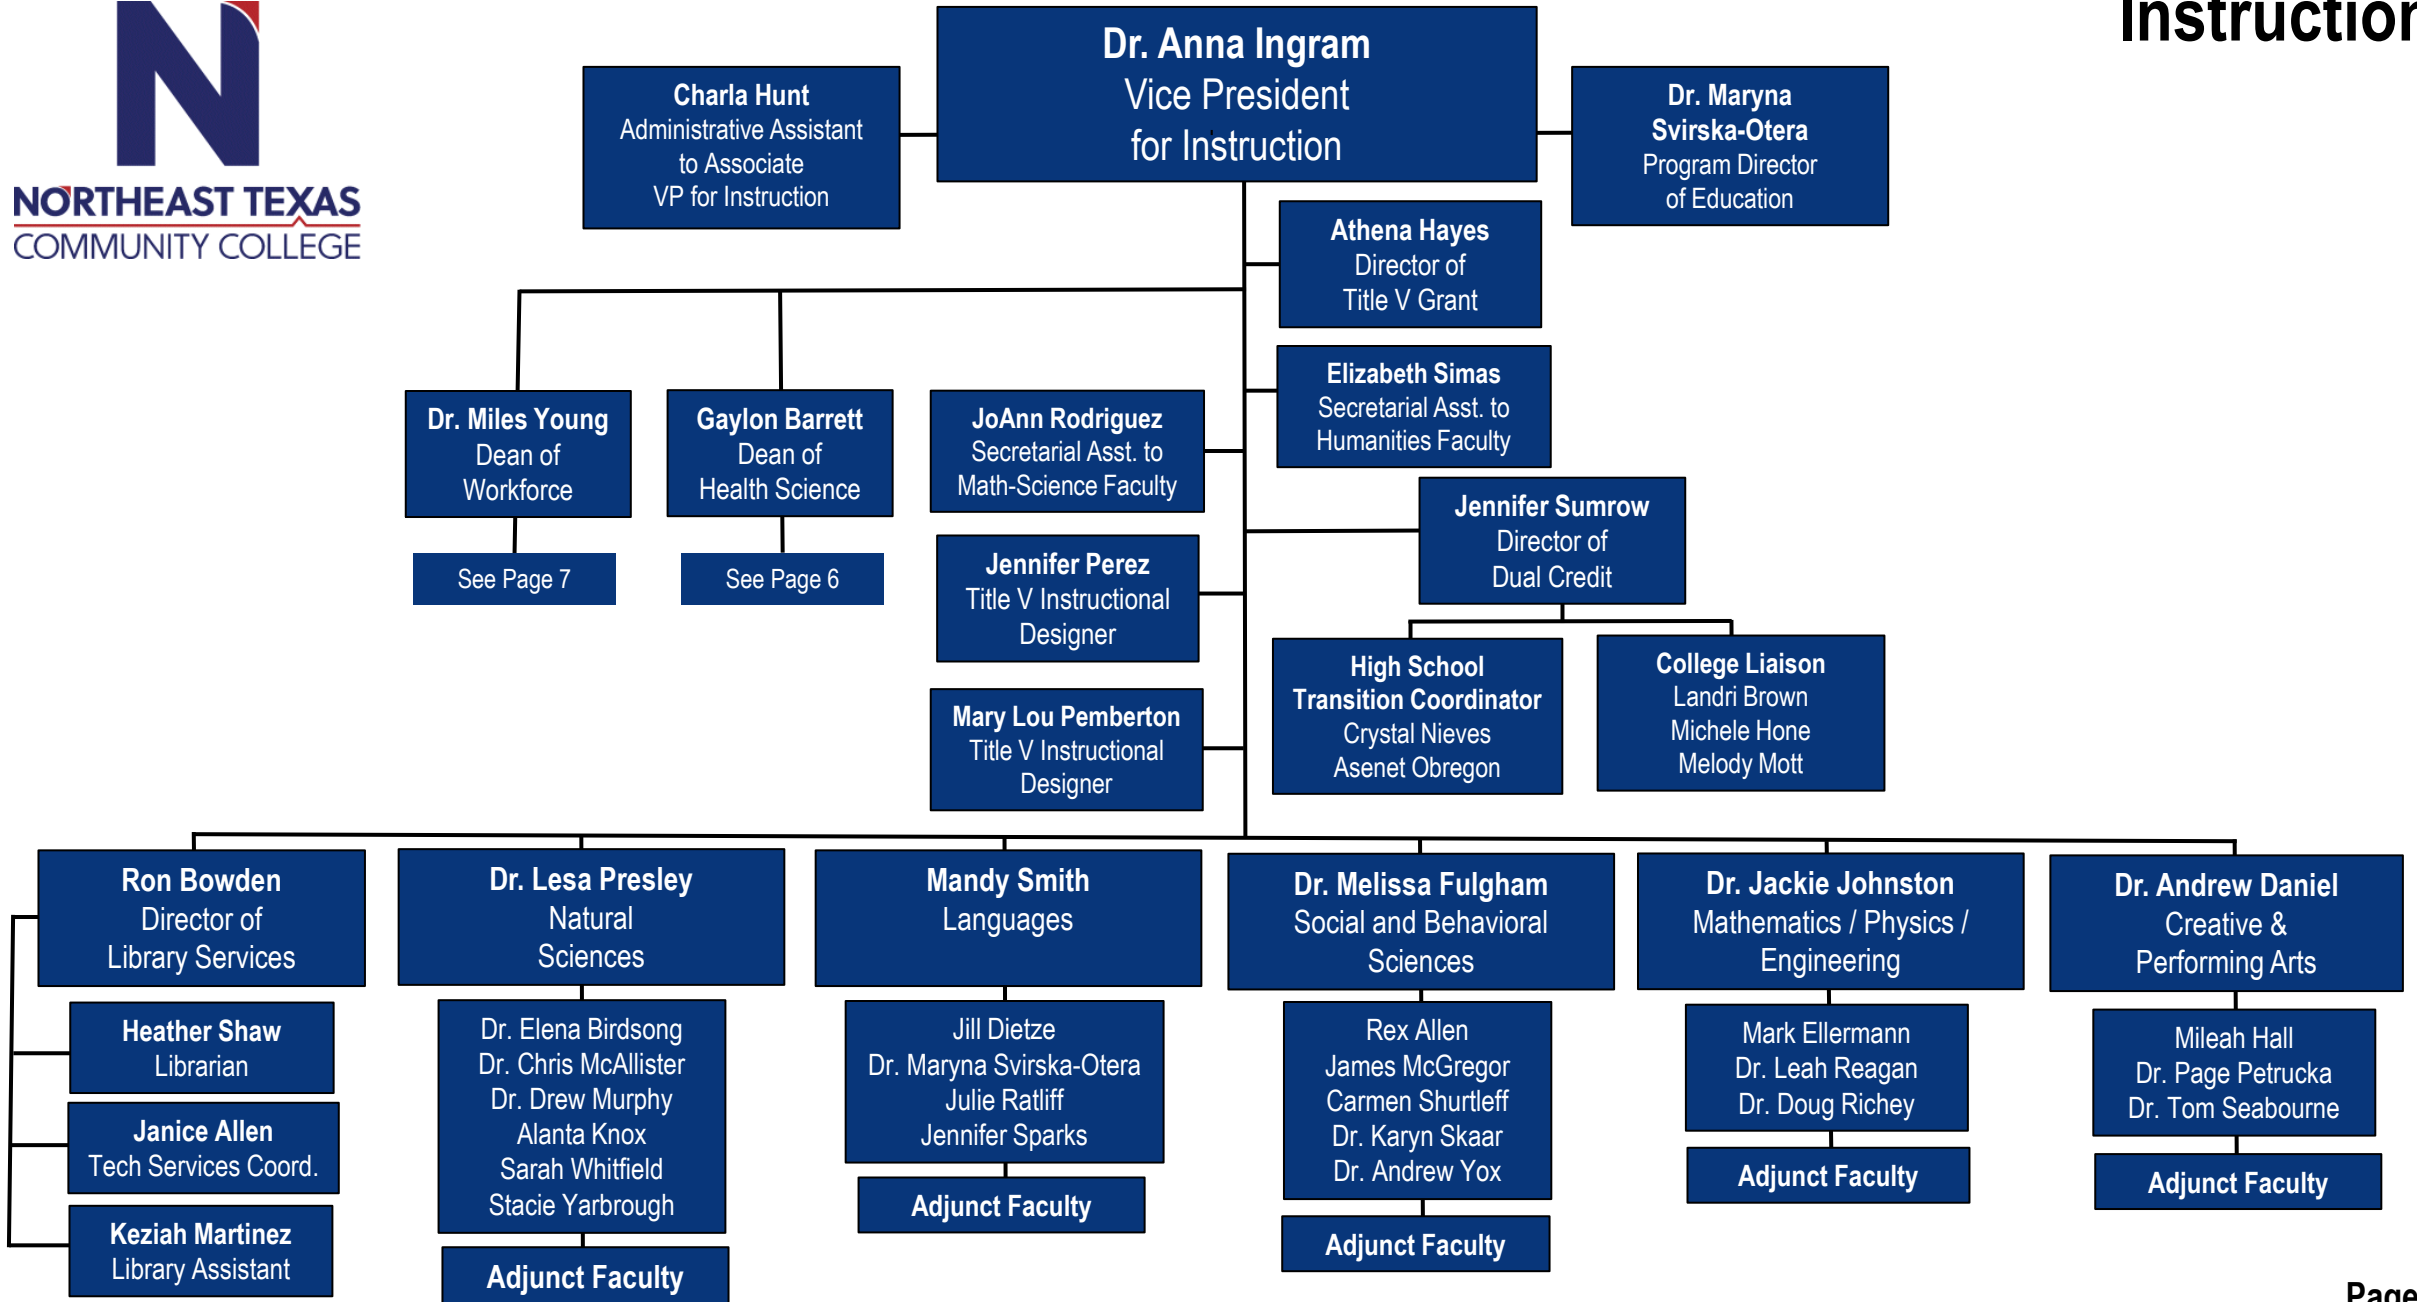 NORTHEAST TEXAS
COMMUNITY COLLEGE
Instruction
Dr. Anna Ingram
Vice President
for Instruction
Charla Hunt
Administrative Assistant
to Associate
VP for Instruction
Dr. Maryna
Svirska-Otera
Program Director
of Education
Athena Hayes
Director of
Title V Grant
Elizabeth Simas
Secretarial Asst. to
Humanities Faculty
Dr. Miles Young
Dean of
Workforce
See Page 7
Gaylon Barrett
Dean of
Health Science
See Page 6
JoAnn Rodriguez
Secretarial Asst. to
Math-Science Faculty
Jennifer Sumrow
Director of
Dual Credit
Jennifer Perez
Title V Instructional
Designer
Mary Lou Pemberton
Title V Instructional
Designer
High School
Transition Coordinator
Crystal Nieves
Asenet Obregon
College Liaison
Landri Brown
Michele Hone
Melody Mott
Ron Bowden
Director of
Library Services
Heather Shaw
Librarian
Janice Allen
Tech Services Coord.
Keziah Martinez
Library Assistant
Dr. Lesa Presley
Natural
Sciences
Dr. Elena Birdsong
Dr. Chris McAllister
Dr. Drew Murphy
Alanta Knox
Sarah Whitfield
Stacie Yarbrough
Adjunct Faculty
Mandy Smith
Languages
Jill Dietze
Dr. Maryna Svirska-Otera
Julie Ratliff
Jennifer Sparks
Adjunct Faculty
Dr. Melissa Fulgham
Social and Behavioral
Sciences
Rex Allen
James McGregor
Carmen Shurtleff
Dr. Karyn Skaar
Dr. Andrew Yox
Adjunct Faculty
Dr. Jackie Johnston
Mathematics / Physics /
Engineering
Mark Ellermann
Dr. Leah Reagan
Dr. Doug Richey
Adjunct Faculty
Dr. Andrew Daniel
Creative &
Performing Arts
Mileah Hall
Dr. Page Petrucka
Dr. Tom Seabourne
Adjunct Faculty
Page